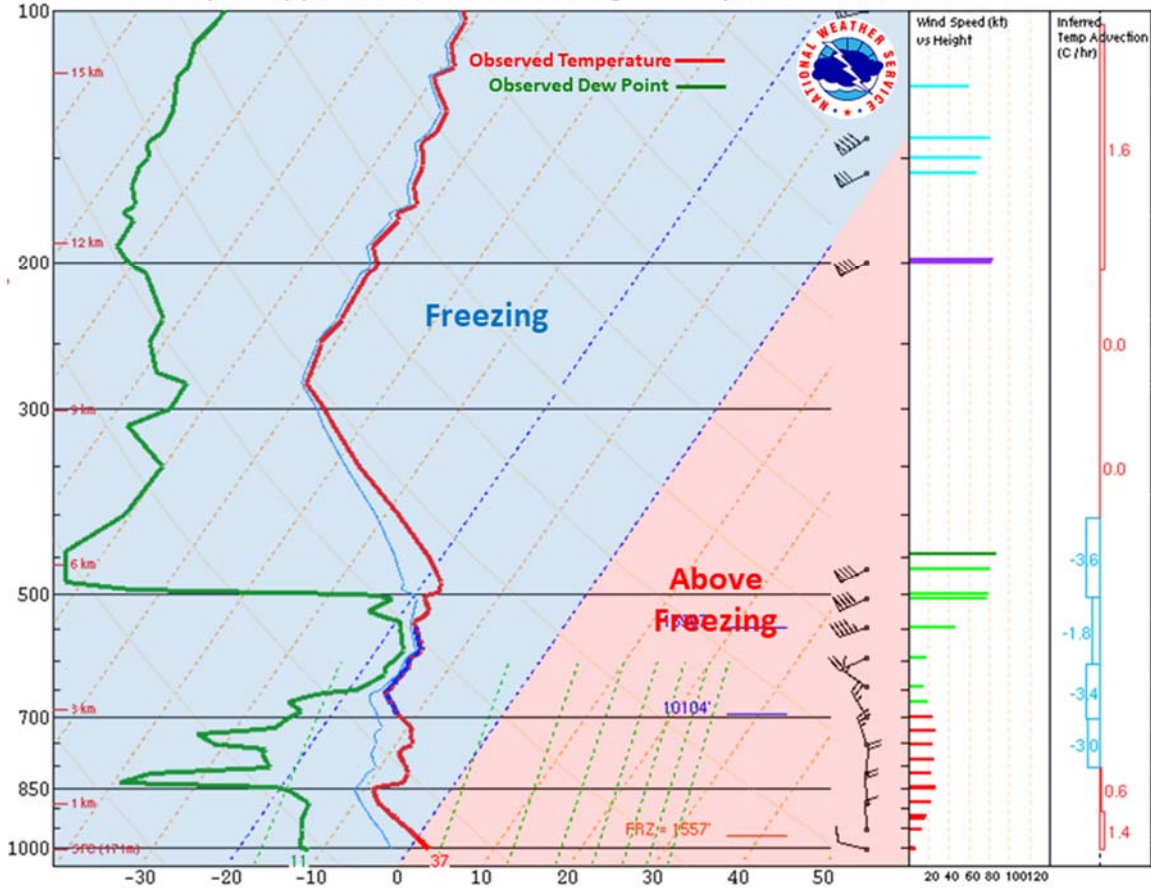 100
200
300
500
700
850
1000
15 km
12 km
9 km
6 km
3 km
1 km
SFC (171m)
Observed Temperature
Observed Dew Point
NATIONAL WEATHER SERVICE
Freezing
Above
Freezing
10104'
FRZ = 1557'
11
37
-30 -20 -10 0 10 20 30 40 50
Wind Speed (kt)
vs Height
20 40 60 80 100 120
Inferred
Temp Advection
(C/hr)
1.6
0.0
0.0
-3.6
-1.8
-3.4
-3.0
0.6
1.4